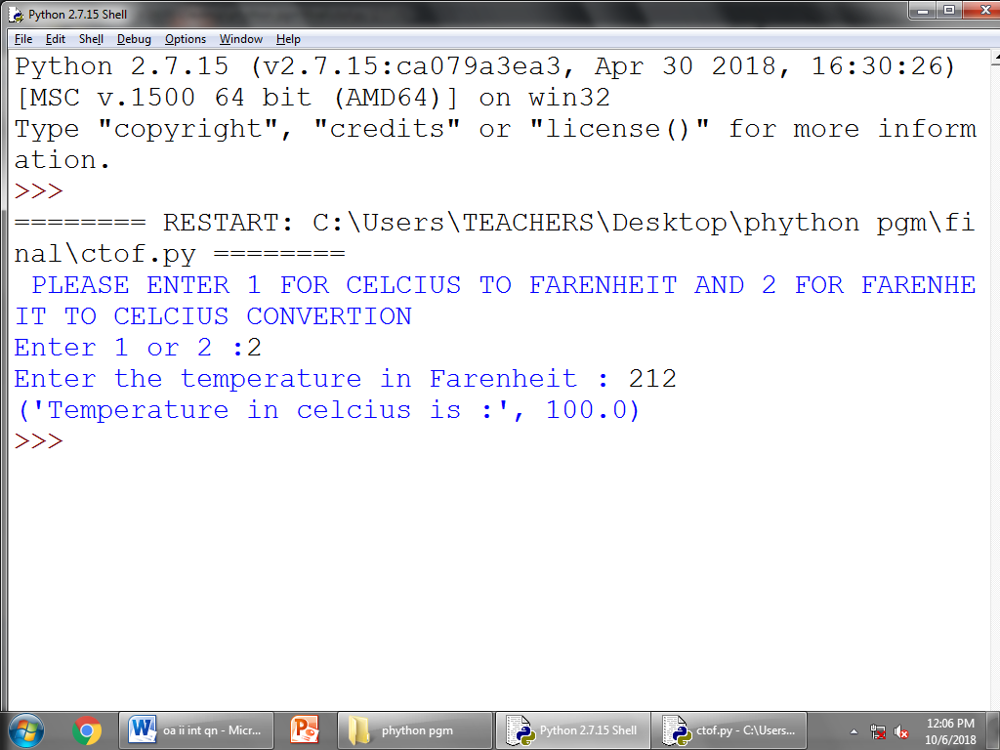 Python 2.7.15 Shell
File Edit Shell Debug Options Window Help
Python 2.7.15 (v2.7.15:ca079a3ea3, Apr 30 2018, 16:30:26)
[MSC v.1500 64 bit (AMD64)] on win32
Type "copyright", "credits" or "license()" for more inform
ation.
>>>
======== RESTART: C:\Users\TEACHERS\Desktop\phython pgm\fi
nal\ctof.py ========
PLEASE ENTER 1 FOR CELCIUS TO FARENHEIT AND 2 FOR FARENHE
IT TO CELCIUS CONVERTION
Enter 1 or 2 :2
Enter the temperature in Farenheit : 212
('Temperature in celcius is :', 100.0)
>>>
oa ii int qn - Micr...
phython pgm
Python 2.7.15 Shell
ctof.py - C:\Users...
12:06 PM
10/6/2018